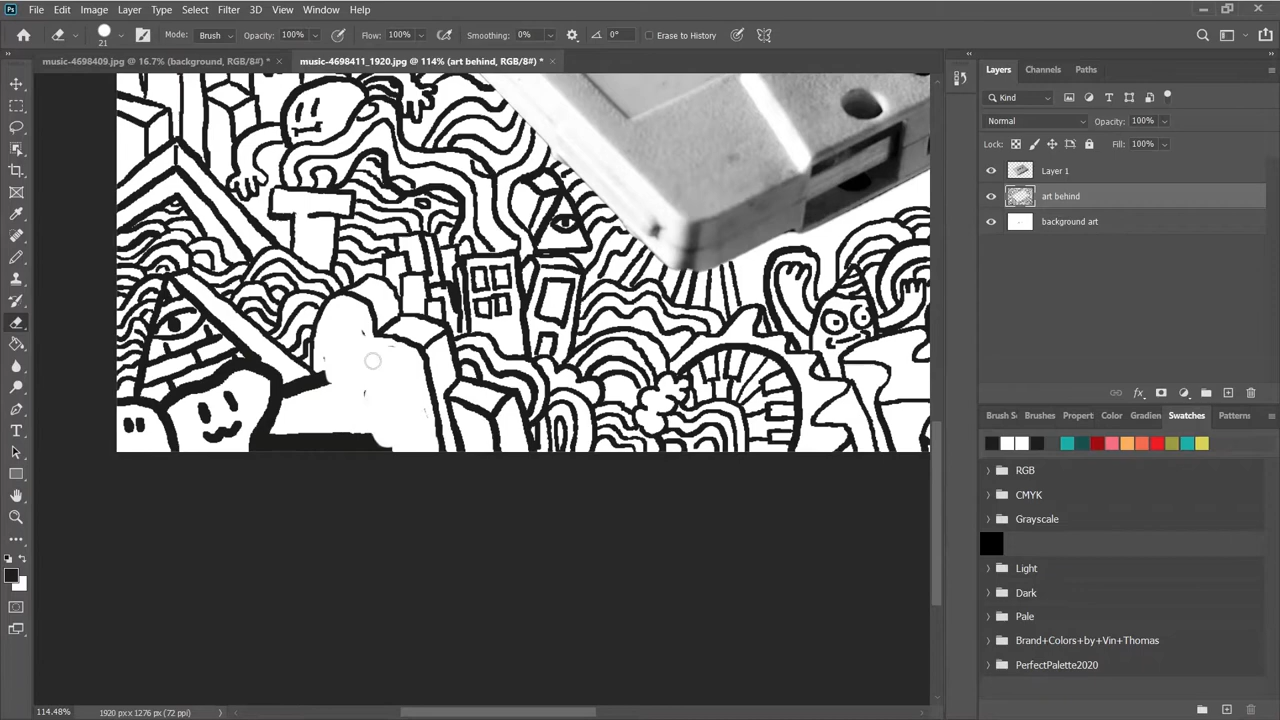 Ps File Edit Image Layer Type Select Filter 3D View Window Help
21 Mode: Brush Opacity: 100% Flow: 100% Smoothing: 0% 0° Erase to History
music-4698409.jpg @ 16.7% (background, RGB/8#) * music-4698411_1920.jpg @ 114% (art behind, RGB/8#) *
Layers Channels Paths
Kind
Normal Opacity: 100%
Lock: Fill: 100%
Layer 1
art behind
background art
Brush S Brushes Propert Color Gradien Swatches Patterns
RGB
CMYK
Grayscale
Light
Dark
Pale
Brand+Colors+by+Vin+Thomas
PerfectPalette2020
114.48% 1920 px x 1276 px (72 ppi)